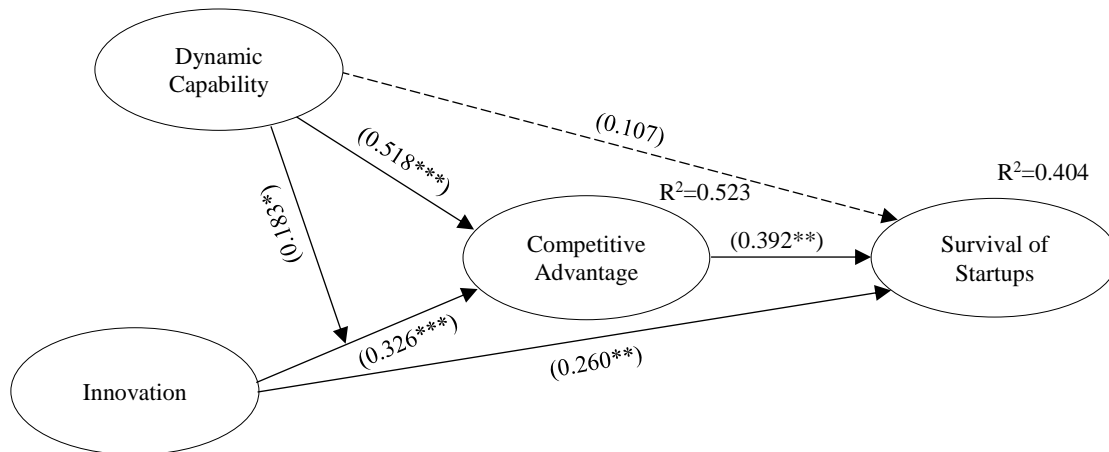 Dynamic
Capability
(0.107)
(0.518***)
R²=0.404
R²=0.523
(0.183*)
Competitive
Advantage
(0.392**)
Survival of
Startups
(0.326***)
(0.260**)
Innovation